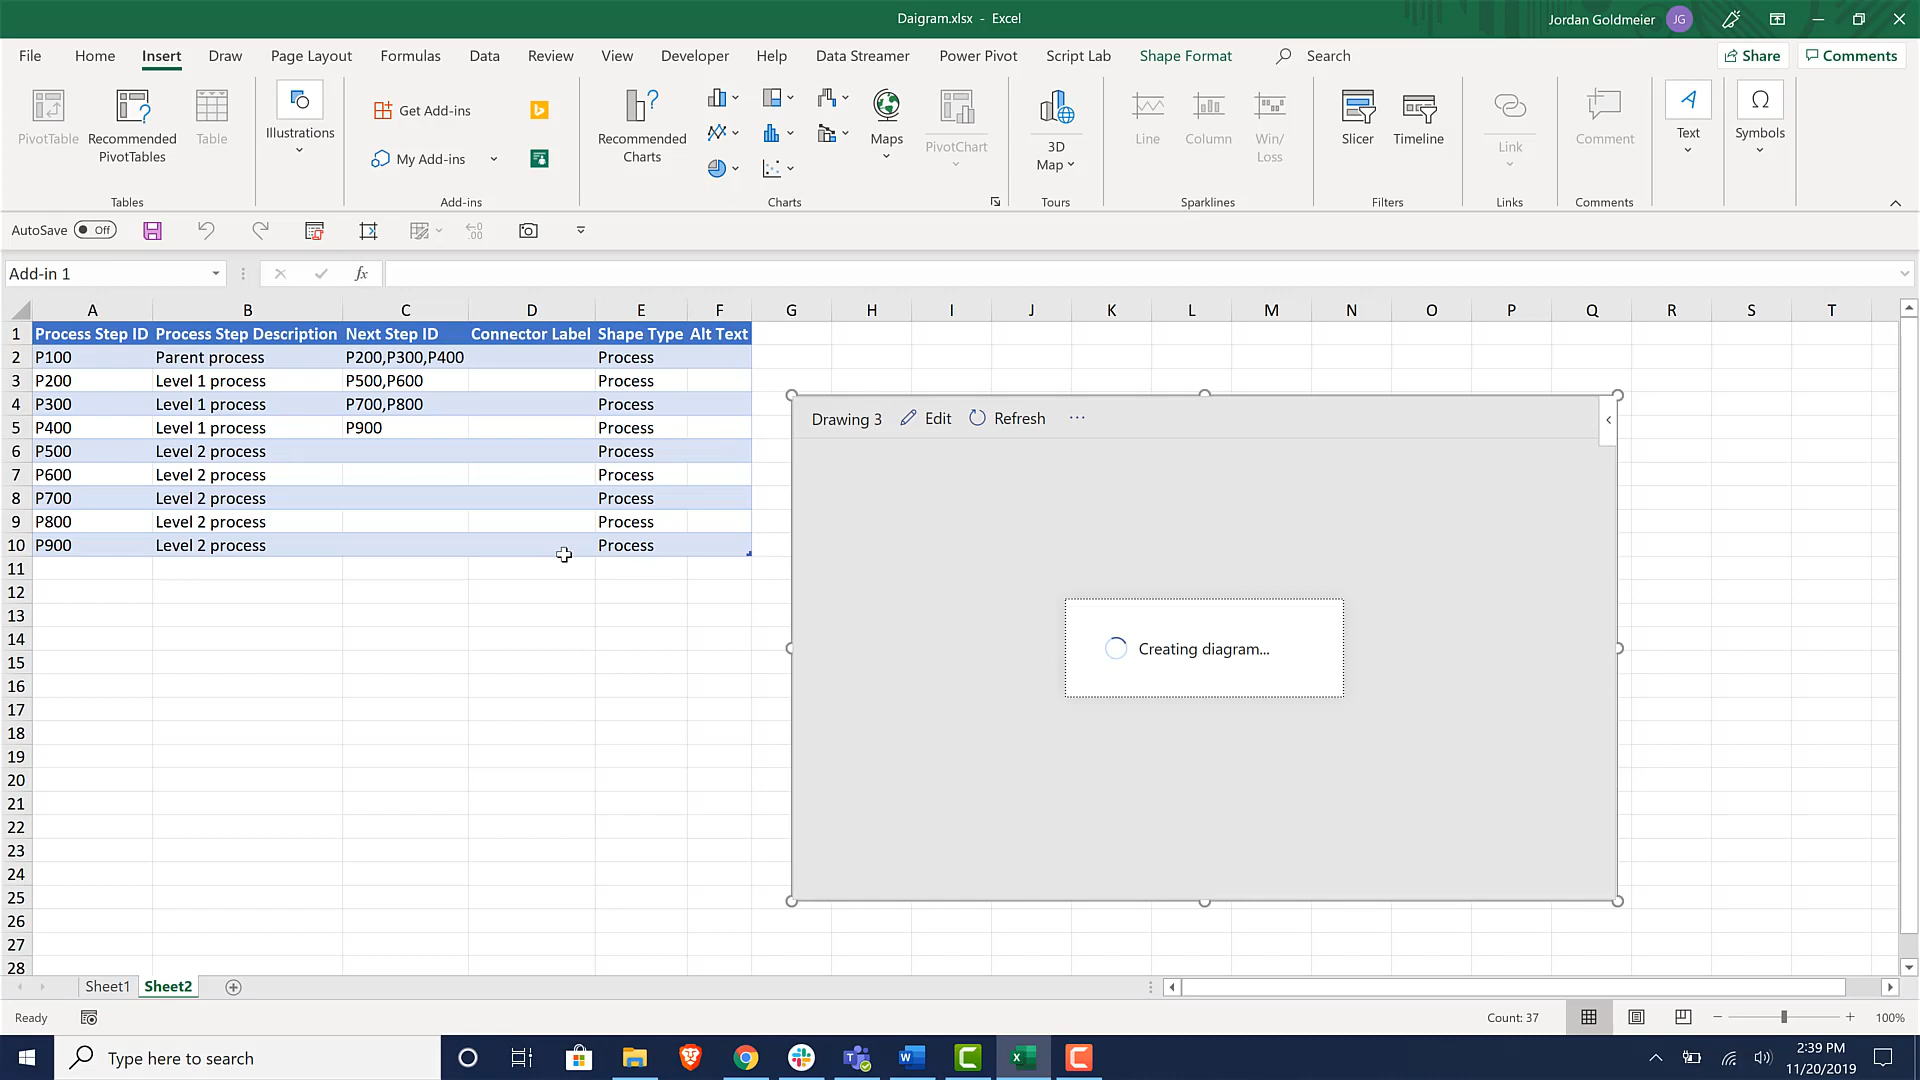 Daigram.xlsx - Excel
Jordan Goldmeier JG
File Home Insert Draw Page Layout Formulas Data Review View Developer Help Data Streamer Power Pivot Script Lab Shape Format Search Share Comments
PivotTable
Recommended
PivotTables
Table
Illustrations
Get Add-ins
My Add-ins
Recommended
Charts
Maps
PivotChart
3D
Map
Line
Column
Win/
Loss
Slicer
Timeline
Link
Comment
Text
Symbols
Tables Add-ins Charts Tours Sparklines Filters Links Comments
AutoSave Off
Add-in 1 fx
A B C D E F G H I J K L M N O P Q R S T
1 Process Step ID Process Step Description Next Step ID Connector Label Shape Type Alt Text
2 P100 Parent process P200,P300,P400 Process
3 P200 Level 1 process P500,P600 Process
4 P300 Level 1 process P700,P800 Process
5 P400 Level 1 process P900 Process
6 P500 Level 2 process Process
7 P600 Level 2 process Process
8 P700 Level 2 process Process
9 P800 Level 2 process Process
10 P900 Level 2 process Process
11
12
13
14
15
16
17
18
19
20
21
22
23
24
25
26
27
28
Drawing 3 Edit Refresh ...
Creating diagram...
Sheet1 Sheet2
Ready Count: 37 100%
Type here to search
2:39 PM
11/20/2019